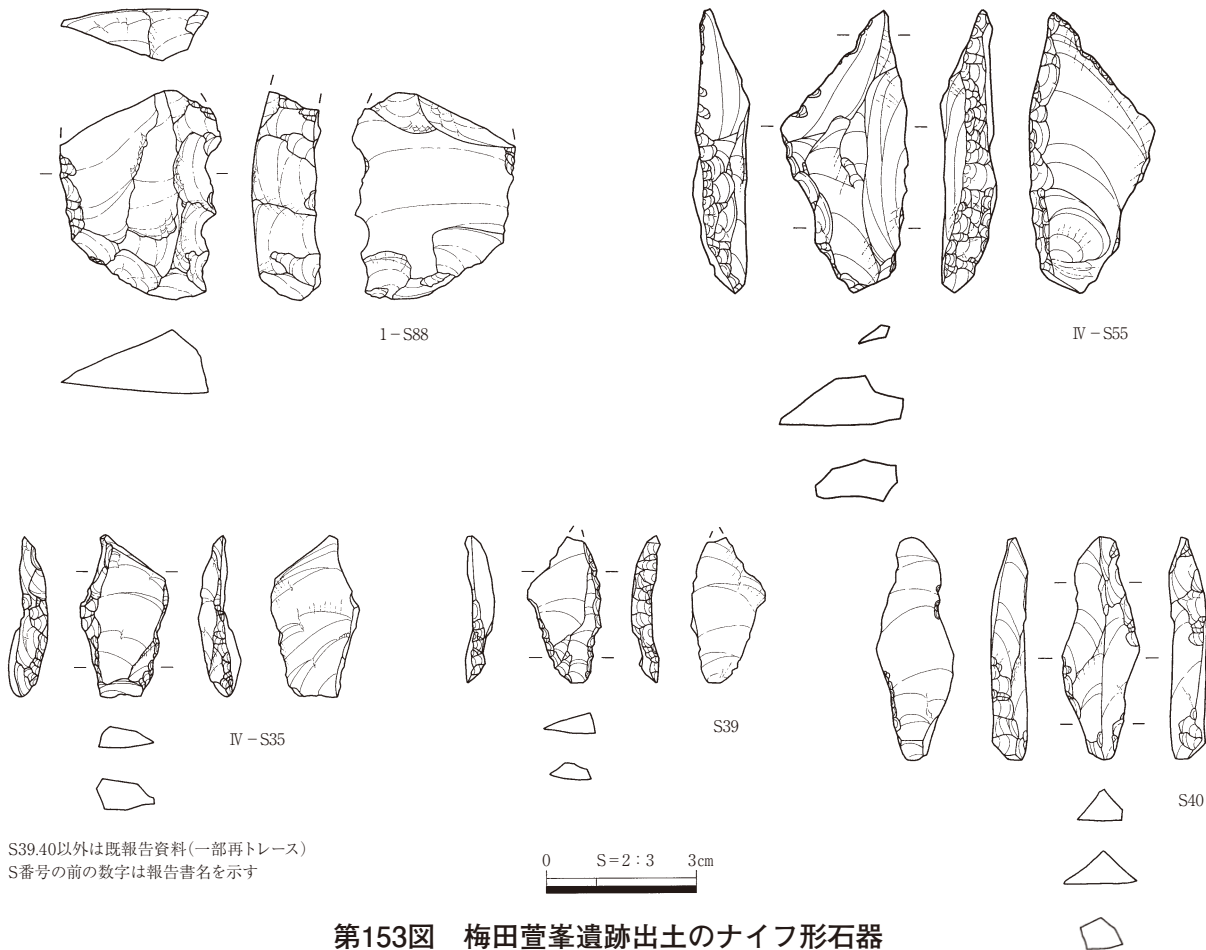 1－S88
Ⅳ－S55
Ⅳ－S35
S39
S40
S39.40以外は既報告資料(一部再トレース)
S番号の前の数字は報告書名を示す
0 S=2：3 3cm
第153図 梅田萱峯遺跡出土のナイフ形石器